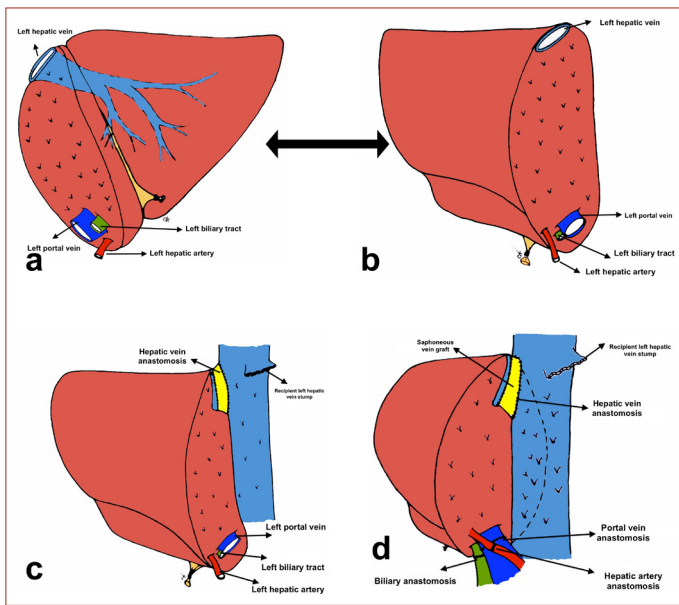 Left hepatic vein
Left biliary tract
Left portal vein
Left hepatic artery
a
Left hepatic vein
Left portal vein
Left biliary tract
Left hepatic artery
b
Hepatic vein
anastomosis
Recipient left hepatic
vein stump
Left portal vein
Left biliary tract
Left hepatic artery
c
Saphoneous
vein graft
Recipient left hepatic
vein stump
Hepatic vein
anastomosis
Portal vein
anastomosis
Biliary anastomosis
Hepatic artery
anastomosis
d